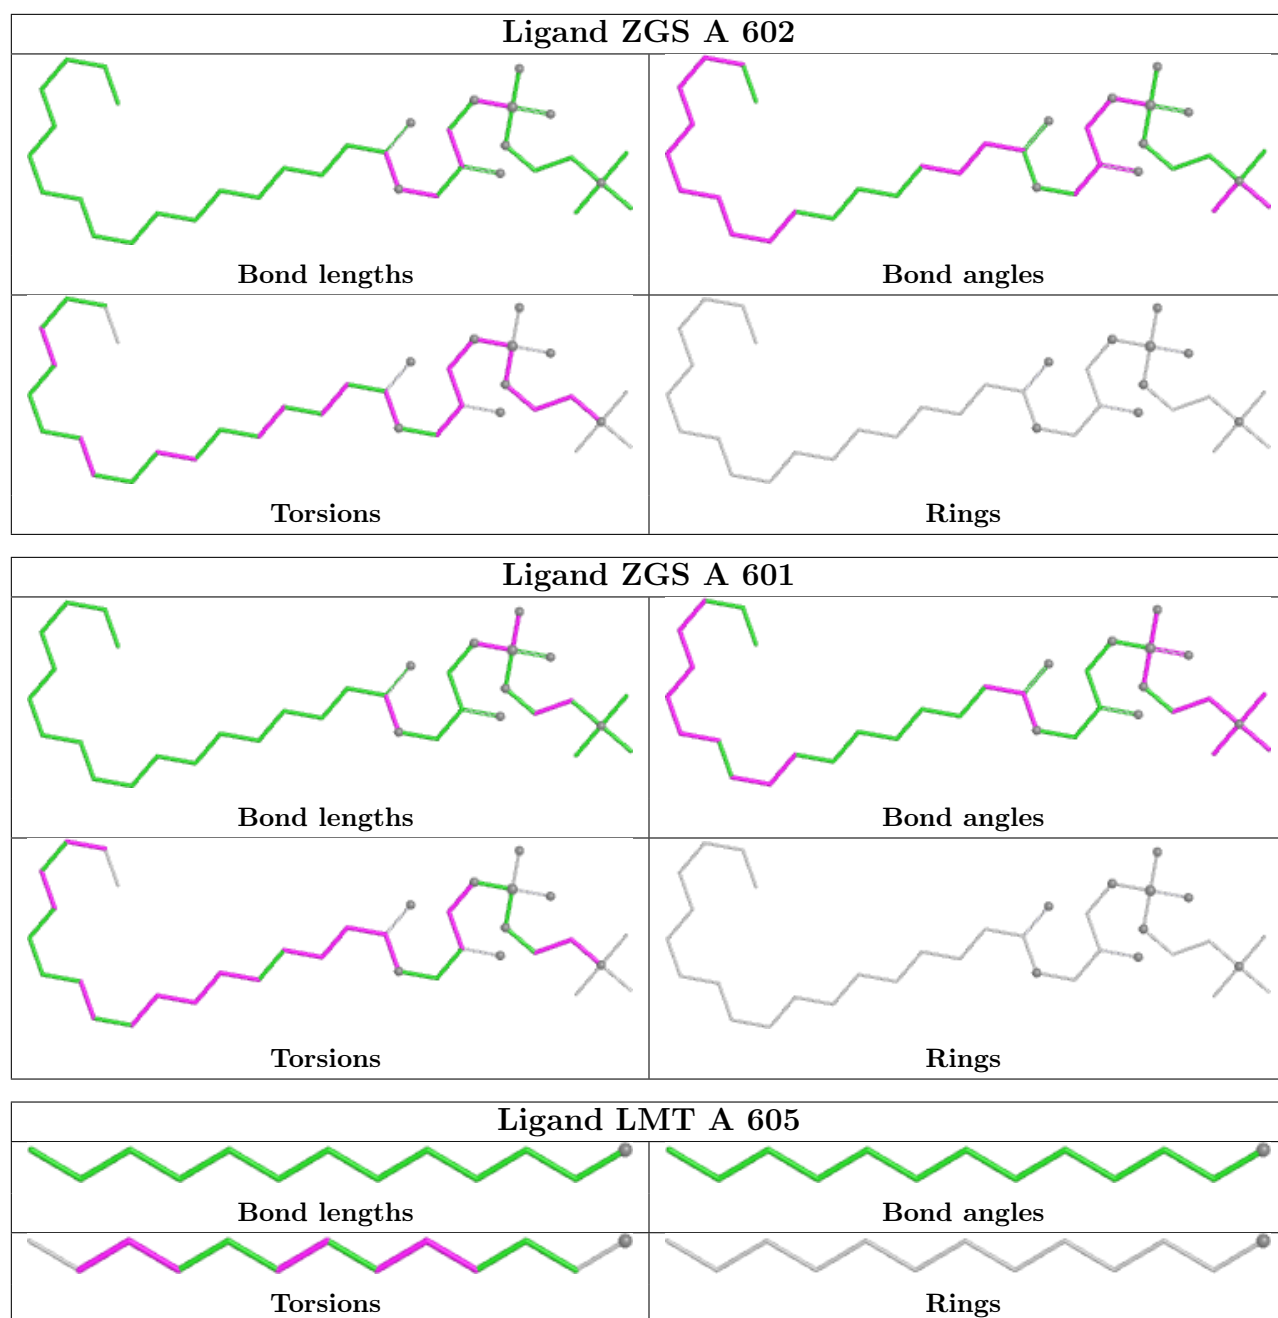 Ligand ZGS A 602
Bond lengths
Bond angles
Torsions
Rings
Ligand ZGS A 601
Bond lengths
Bond angles
Torsions
Rings
Ligand LMT A 605
Bond lengths
Bond angles
Torsions
Rings